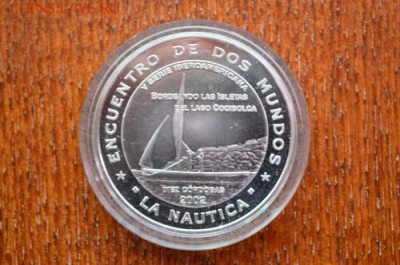 ENCUENTRO DE DOS MUNDOS
V SERIE IBEROAMERICANA
BORDEANDO LAS ISLETAS
DEL LAGO COCIBOLCA
DIEZ CÓRDOBAS
2002
LA NAUTICA